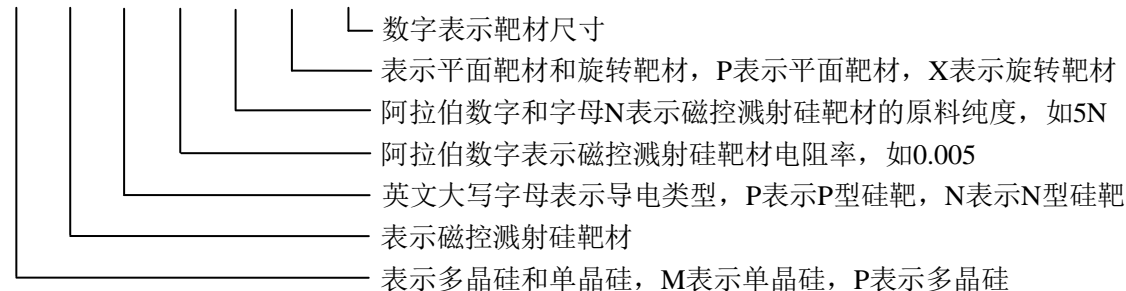 数字表示靶材尺寸
表示平面靶材和旋转靶材，P表示平面靶材，X表示旋转靶材
阿拉伯数字和字母N表示磁控溅射硅靶材的原料纯度，如5N
阿拉伯数字表示磁控溅射硅靶材电阻率，如0.005
英文大写字母表示导电类型，P表示P型硅靶，N表示N型硅靶
表示磁控溅射硅靶材
表示多晶硅和单晶硅，M表示单晶硅，P表示多晶硅